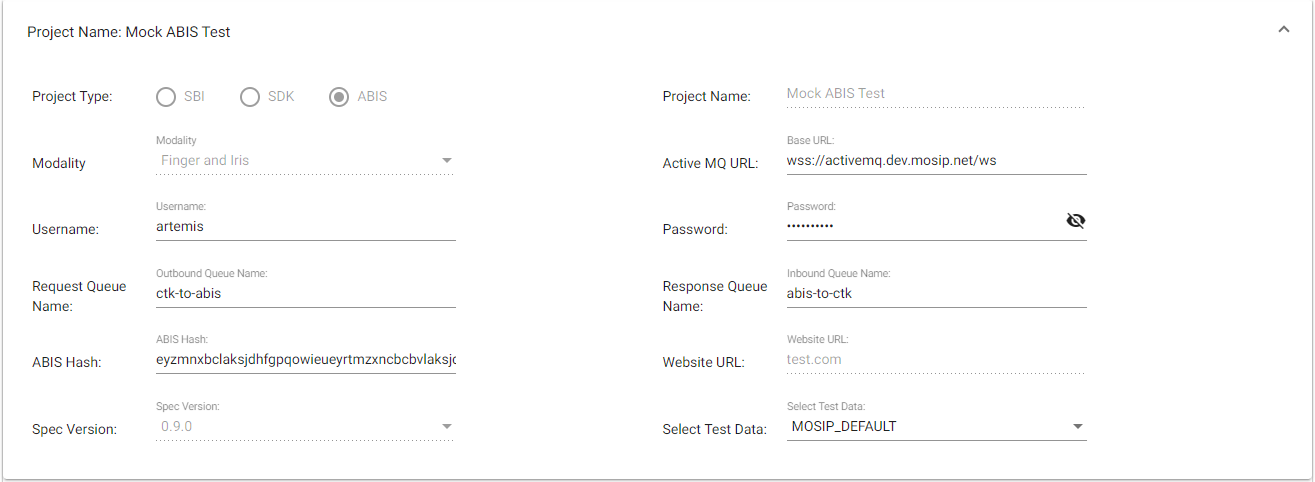 Project Name: Mock ABIS Test
Project Type: SBI SDK ABIS
Project Name: Mock ABIS Test
Modality
Modality Finger and Iris
Base URL:
Active MQ URL: wss://activemq.dev.mosip.net/ws
Username:
Username: artemis
Password:
Password: ••••••••••
Outbound Queue Name:
Request Queue Name: ctk-to-abis
Inbound Queue Name:
Response Queue Name: abis-to-ctk
ABIS Hash:
ABIS Hash: eyzmnxbclaksjdhfgpqowieueyrtmzxncbcbvlaksjd
Website URL:
Website URL: test.com
Spec Version:
Spec Version: 0.9.0
Select Test Data:
Select Test Data: MOSIP_DEFAULT